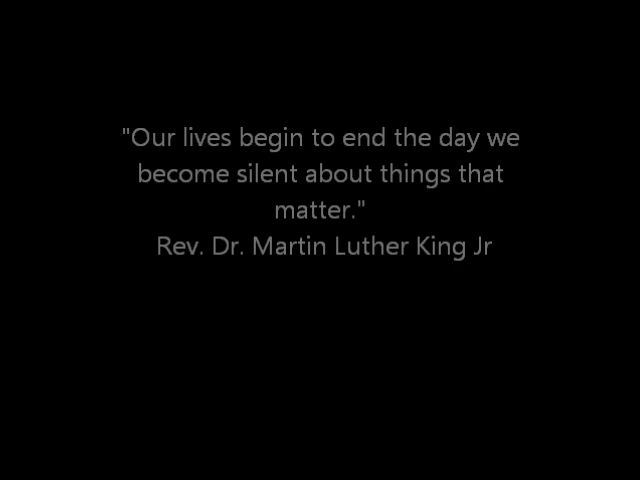 "Our lives begin to end the day we
become silent about things that
matter."
Rev. Dr. Martin Luther King Jr